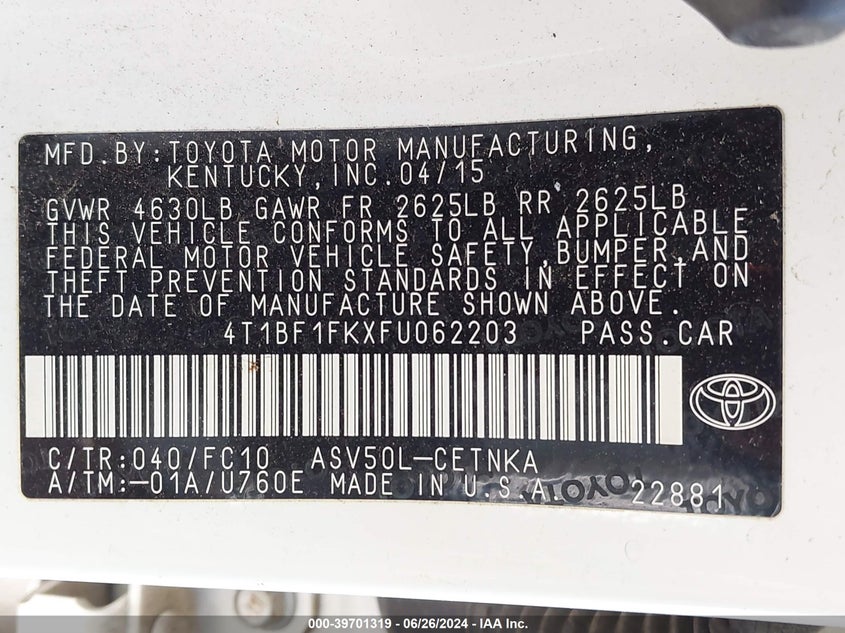 MFD.BY:TOYOTA MOTOR MANUFACTURING,
KENTUCKY,INC.04/15
GVWR 4630LB GAWR FR 2625LB RR 2625LB
THIS VEHICLE CONFORMS TO ALL APPLICABLE
FEDERAL MOTOR VEHICLE SAFETY,BUMPER,AND
THEFT PREVENTION STANDARDS IN EFFECT ON
THE DATE OF MANUFACTURE SHOWN ABOVE.
4T1BF1FKXFU062203 PASS.CAR
C/TR:040/FC10 ASV50L-CETNKA
A/TM:-01A/U760E MADE IN U.S.A. 22881
TOYOTA
000-39701319 | 06/26/2024 | IAA Inc.